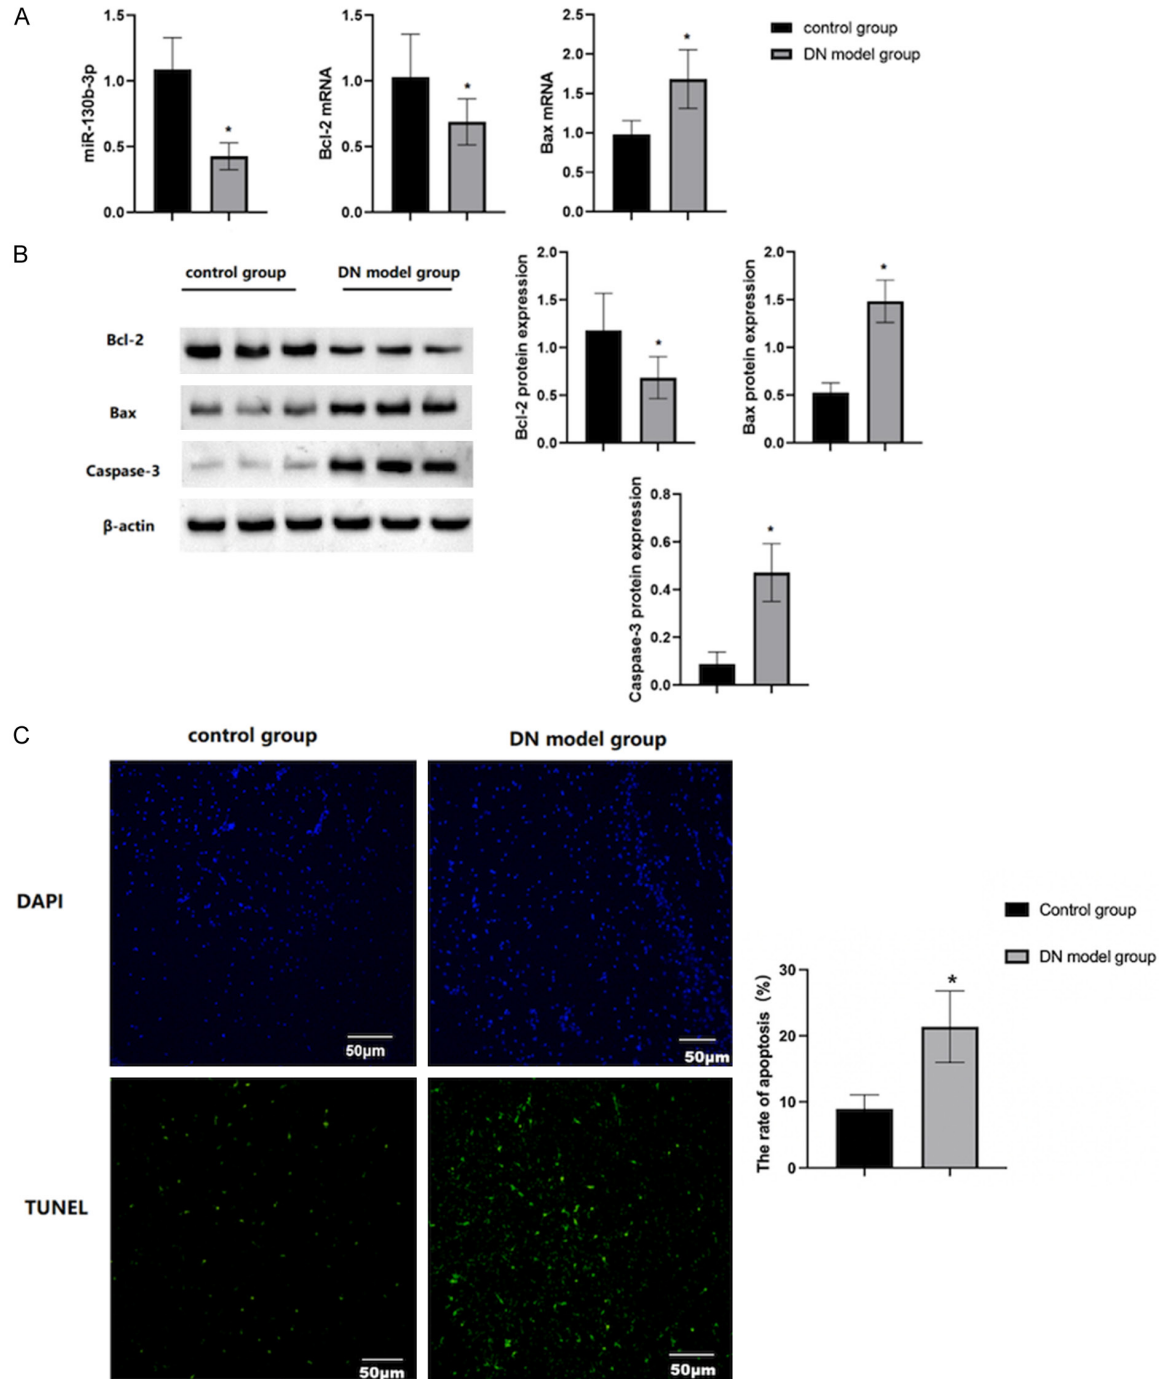 A
miR-130b-3p
1.5
1.0
0.5
0.0
*
Bcl-2 mRNA
1.5
1.0
0.5
0.0
*
Bax mRNA
2.5
2.0
1.5
1.0
0.5
0.0
*
control group
DN model group
B
control group
DN model group
Bcl-2
Bax
Caspase-3
β-actin
Bcl-2 protein expression
2.0
1.5
1.0
0.5
0.0
*
Bax protein expression
2.0
1.5
1.0
0.5
0.0
*
Caspase-3 protein expression
0.8
0.6
0.4
0.2
0.0
*
C
control group
DN model group
DAPI
50μm
50μm
TUNEL
50μm
50μm
The rate of apoptosis (%)
30
20
10
0
*
Control group
DN model group